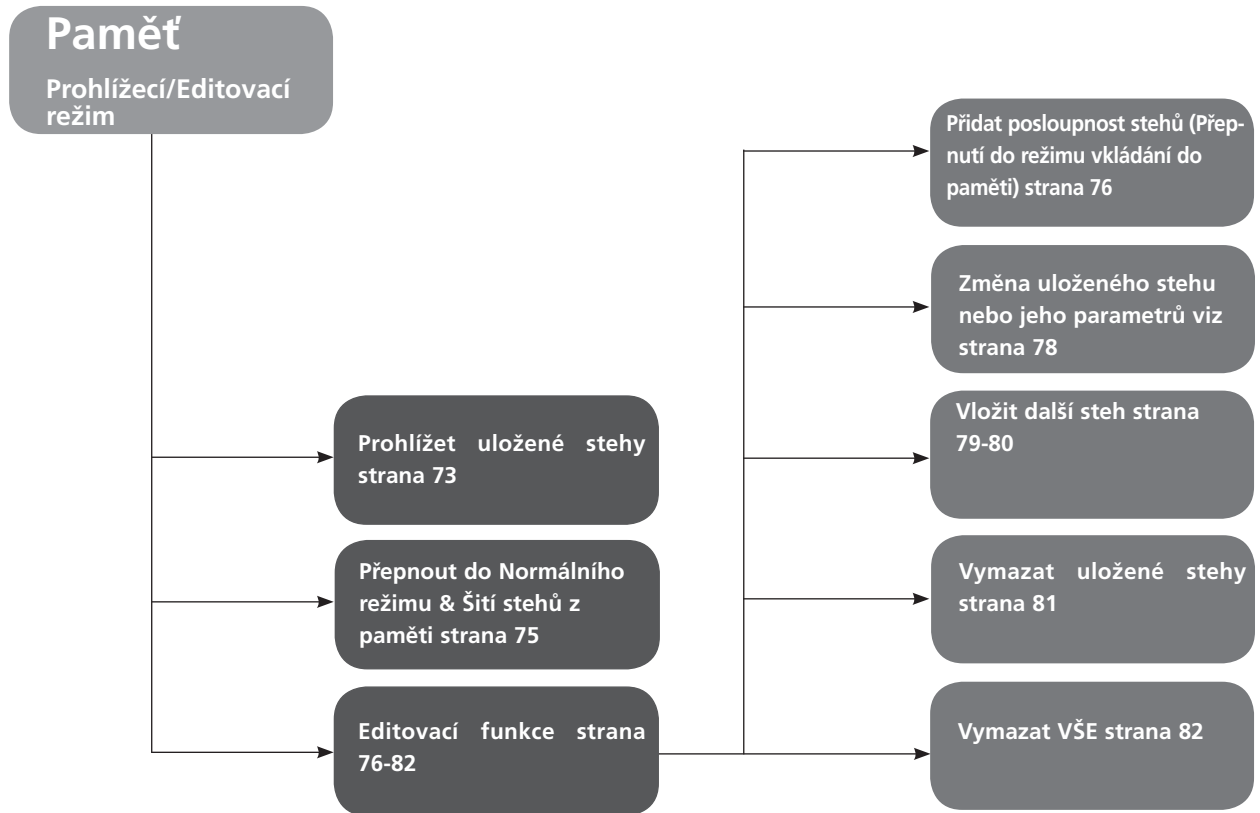 Paměť
Prohlížecí/Editovací
režim
Prohlížet uložené stehy
strana 73
Přepnout do Normálního
režimu & Šití stehů z
paměti strana 75
Editovací funkce strana
76-82
Přidat posloupnost stehů (Přep-
nutí do režimu vkládání do
paměti) strana 76
Změna uloženého stehu
nebo jeho parametrů viz
strana 78
Vložit další steh strana
79-80
Vymazat uložené stehy
strana 81
Vymazat VŠE strana 82